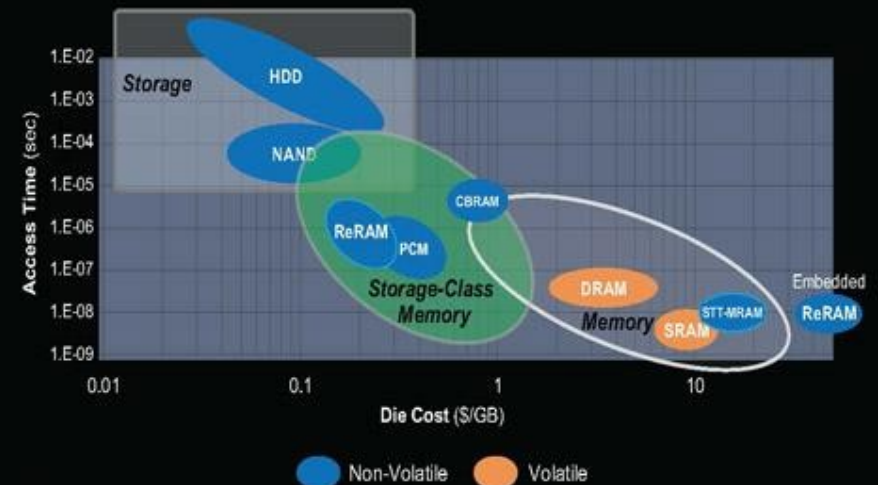 1.E-02
1.E-03
1.E-04
1.E-05
1.E-06
1.E-07
1.E-08
1.E-09
Access Time (sec)
Storage
HDD
NAND
CBRAM
ReRAM
PCM
Storage-Class
Memory
DRAM
Memory
SRAM
STT-MRAM
Embedded
ReRAM
0.01
0.1
1
10
Die Cost ($/GB)
Non-Volatile
Volatile